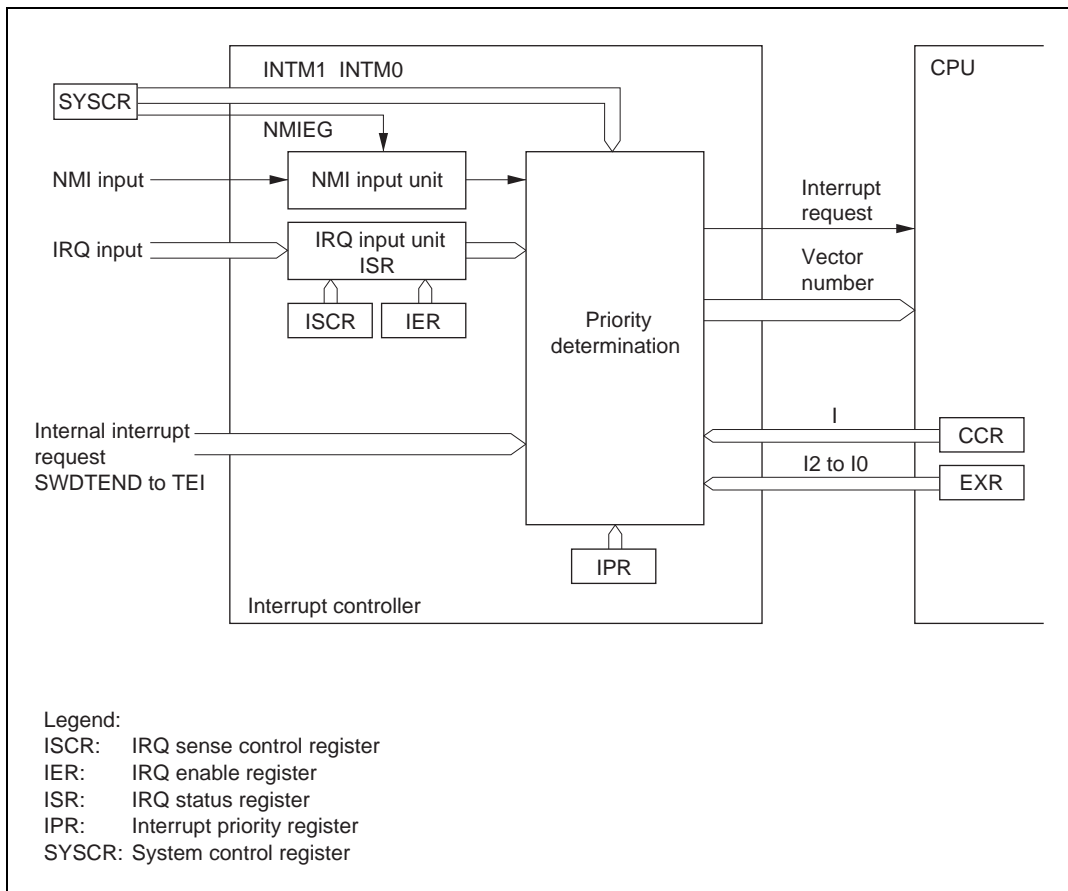 INTM1 INTM0
CPU
SYSCR
NMIEG
NMI input
NMI input unit
Interrupt
request
IRQ input
IRQ input unit
ISR
Vector
number
ISCR
IER
Priority
determination
Internal interrupt
request
SWDTEND to TEI
I
CCR
I2 to I0
EXR
IPR
Interrupt controller
Legend:
ISCR: IRQ sense control register
IER: IRQ enable register
ISR: IRQ status register
IPR: Interrupt priority register
SYSCR: System control register